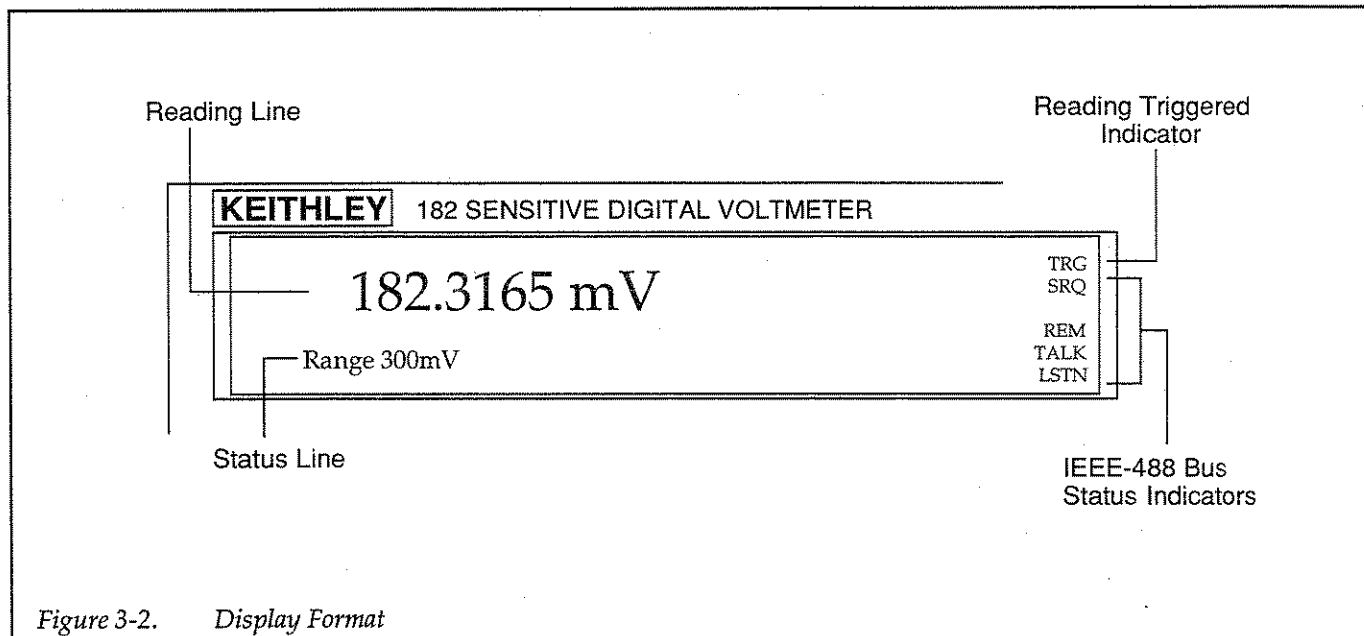 Reading Line
Reading Triggered
Indicator
KEITHLEY 182 SENSITIVE DIGITAL VOLTMETER
182.3165 mV
TRG
SRQ
REM
TALK
LSTN
Range 300mV
Status Line
IEEE-488 Bus
Status Indicators
Figure 3-2. Display Format